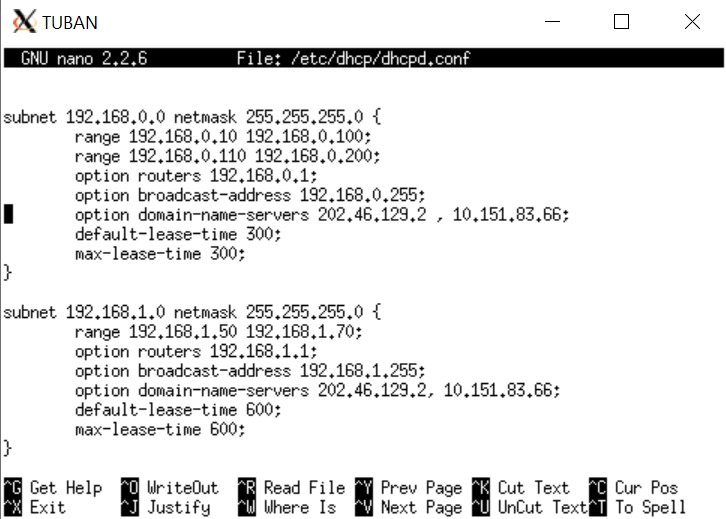 TUBAN
GNU nano 2.2.6 File: /etc/dhcp/dhcpd.conf
subnet 192.168.0.0 netmask 255.255.255.0 {
range 192.168.0.10 192.168.0.100;
range 192.168.0.110 192.168.0.200;
option routers 192.168.0.1;
option broadcast-address 192.168.0.255;
option domain-name-servers 202.46.129.2 , 10.151.83.66;
default-lease-time 300;
max-lease-time 300;
}
subnet 192.168.1.0 netmask 255.255.255.0 {
range 192.168.1.50 192.168.1.70;
option routers 192.168.1.1;
option broadcast-address 192.168.1.255;
option domain-name-servers 202.46.129.2, 10.151.83.66;
default-lease-time 600;
max-lease-time 600;
}
^G Get Help ^O WriteOut ^R Read File ^Y Prev Page ^K Cut Text ^C Cur Pos
^X Exit ^J Justify ^W Where Is ^V Next Page ^U UnCut Text ^T To Spell